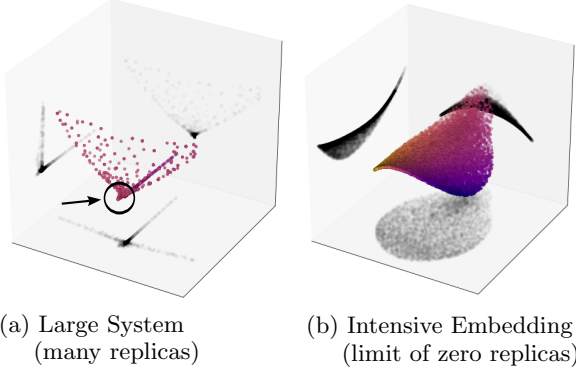 (a) Large System
(many replicas)
(b) Intensive Embedding
(limit of zero replicas)